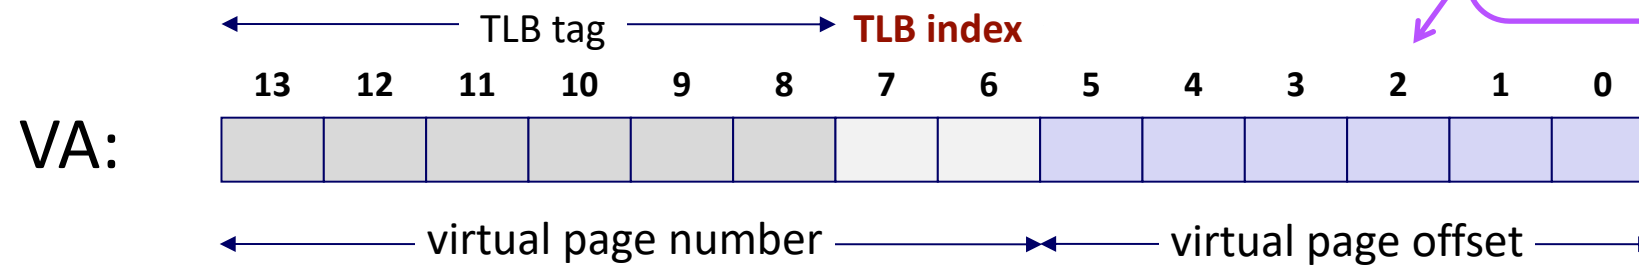 TLB tag TLB index
13 12 11 10 9 8 7 6 5 4 3 2 1 0
VA:
virtual page number virtual page offset